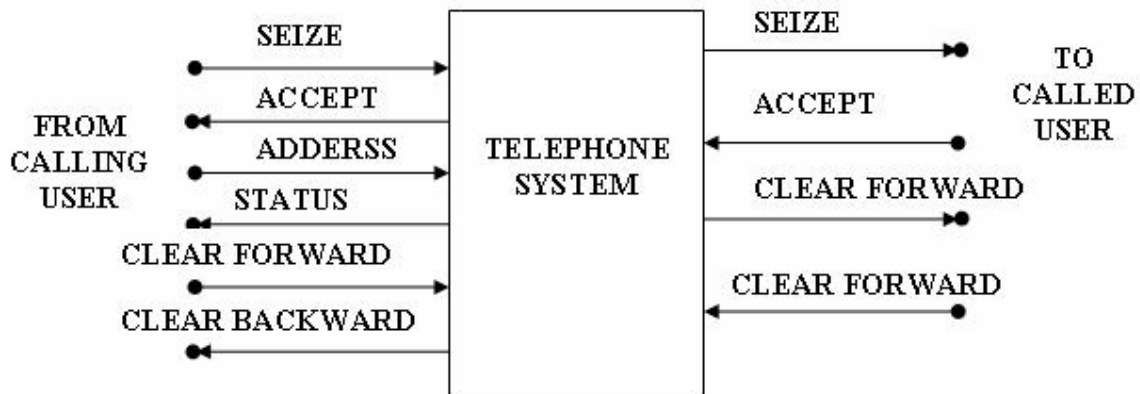 SEIZE
ACCEPT
FROM
CALLING
USER
ADDERSS
STATUS
CLEAR FORWARD
CLEAR BACKWARD
TELEPHONE
SYSTEM
SEIZE
ACCEPT
TO
CALLED
USER
CLEAR FORWARD
CLEAR FORWARD